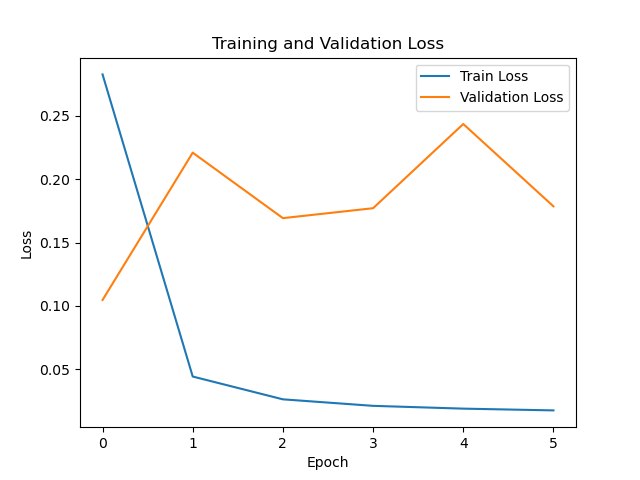 Training and Validation Loss
Train Loss
Validation Loss
0.25
0.20
0.15
0.10
0.05
Loss
0 1 2 3 4 5
Epoch